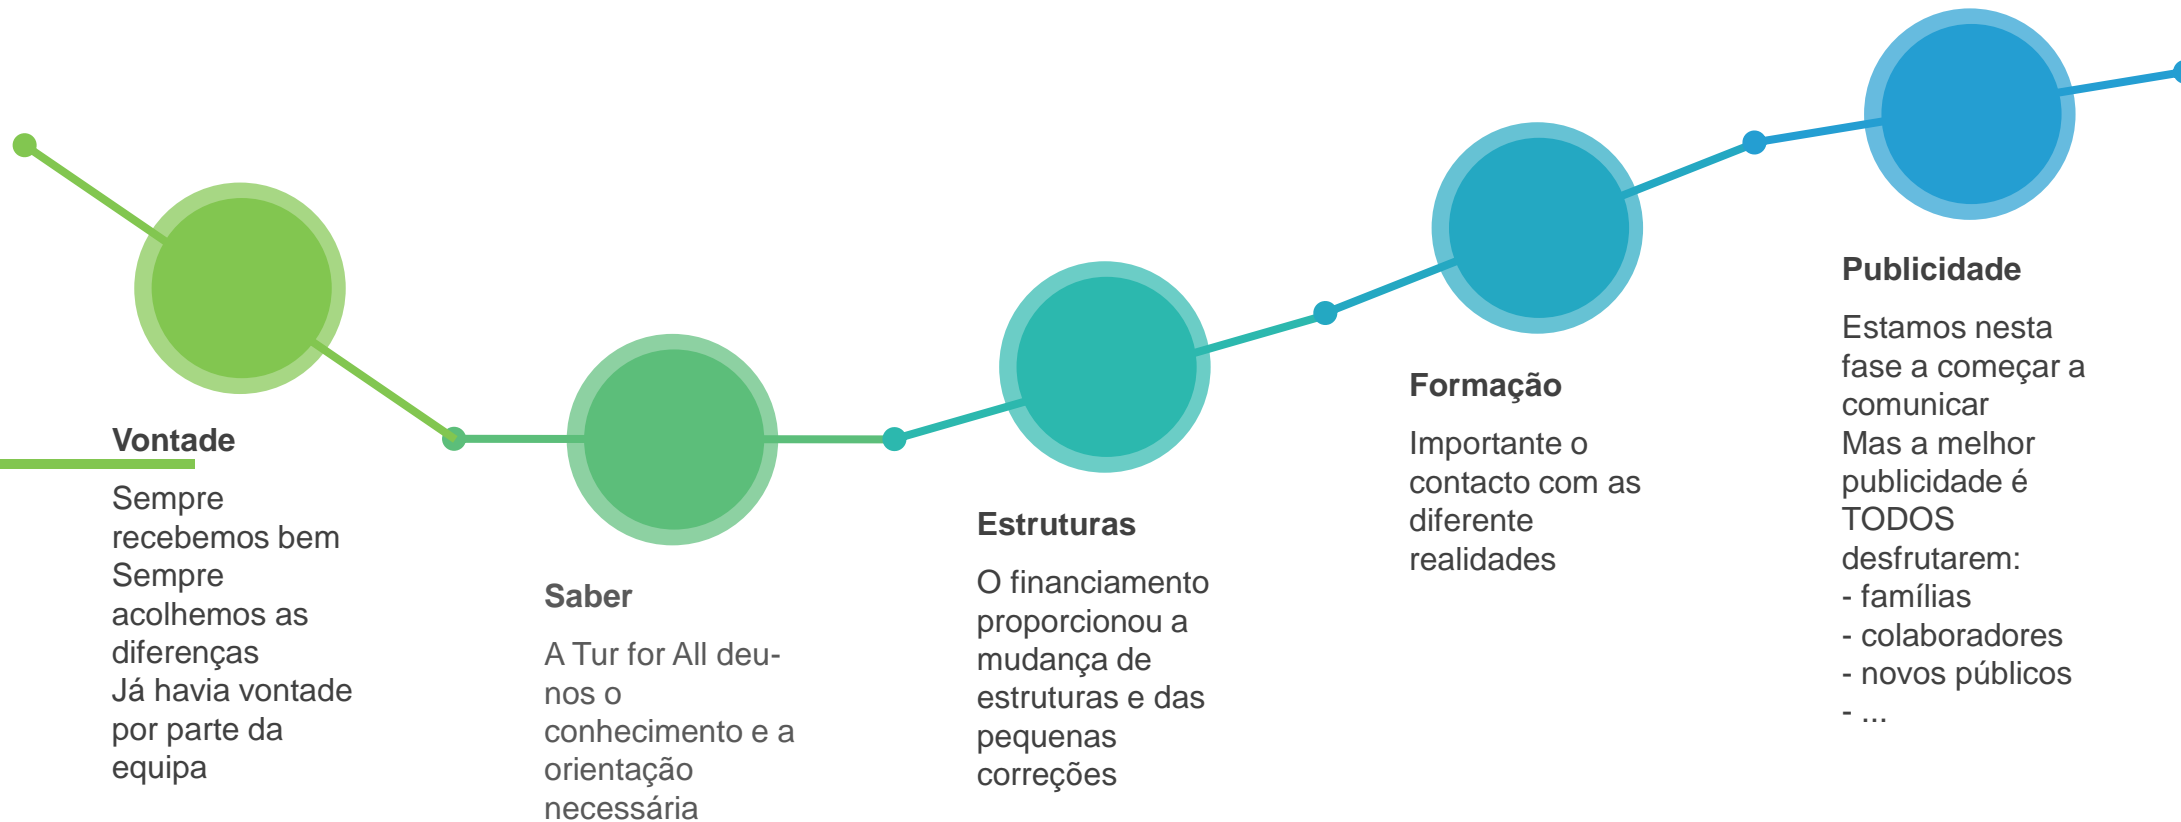 Vontade
Sempre
recebemos bem
Sempre
acolhemos as
diferenças
Já havia vontade
por parte da
equipa
Saber
A Tur for All deu-
nos o
conhecimento e a
orientação
necessária
Estruturas
O financiamento
proporcionou a
mudança de
estruturas e das
pequenas
correções
Formação
Importante o
contacto com as
diferente
realidades
Publicidade
Estamos nesta
fase a começar a
comunicar
Mas a melhor
publicidade é
TODOS
desfrutarem:
- famílias
- colaboradores
- novos públicos
- ...